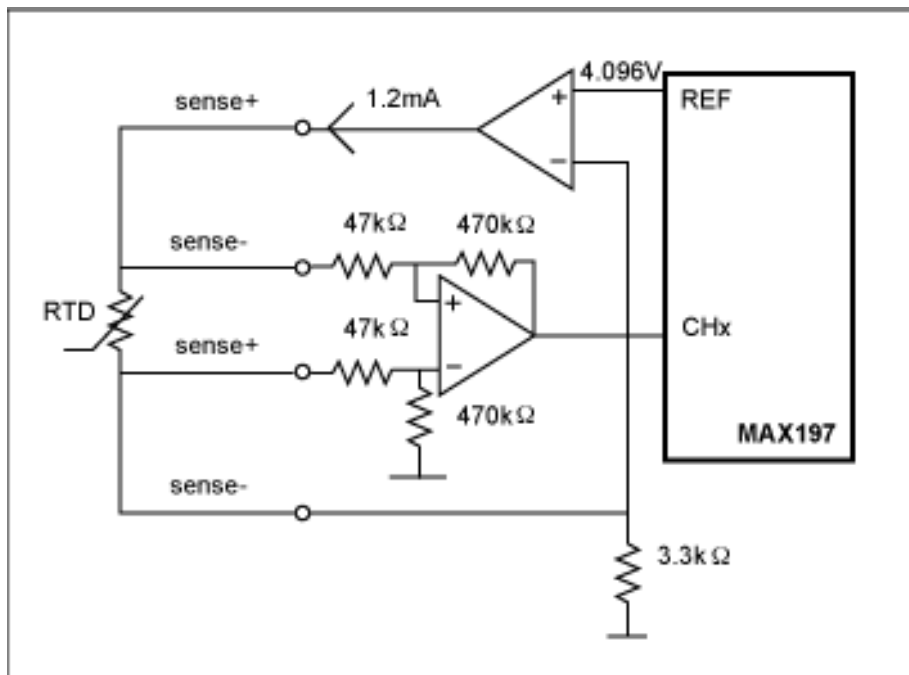 4.096V
sense+
1.2mA
+
REF
−
47kΩ
470kΩ
sense-
RTD
+
47kΩ
CHx
sense+
−
470kΩ
MAX197
sense-
3.3kΩ